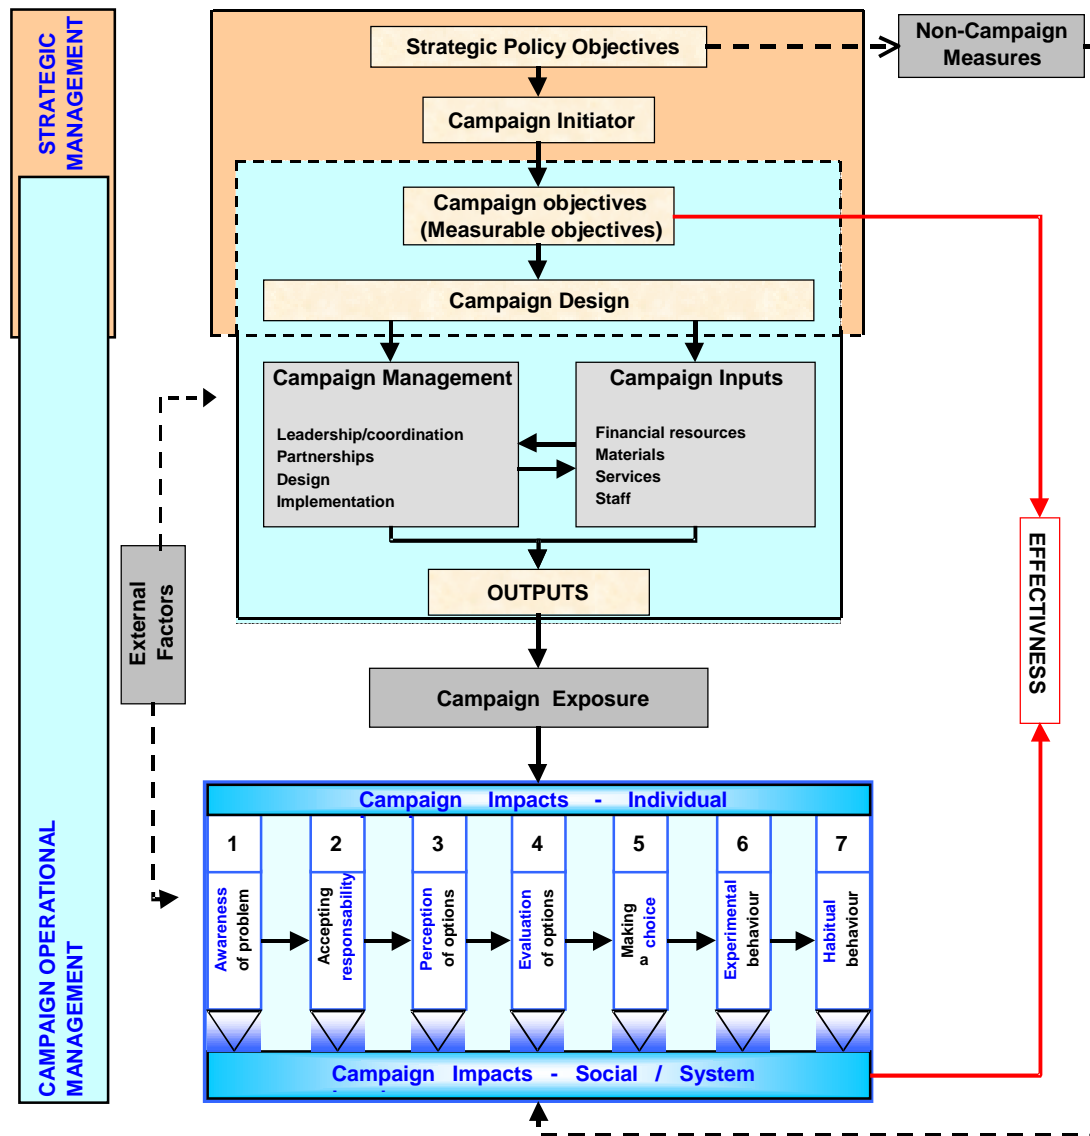 STRATEGIC
MANAGEMENT
Strategic Policy Objectives
Non-Campaign
Measures
Campaign Initiator
Campaign objectives
(Measurable objectives)
Campaign Design
Campaign Management
Leadership/coordination
Partnerships
Design
Implementation
Campaign Inputs
Financial resources
Materials
Services
Staff
OUTPUTS
External
Factors
EFFECTIVNESS
Campaign Exposure
CAMPAIGN OPERATIONAL
MANAGEMENT
Campaign Impacts - Individual
1
2
3
4
5
6
7
Awareness
of problem
Accepting
responsability
Perception
of options
Evaluation
of options
Making
a choice
Experimental
behaviour
Habitual
behaviour
Campaign Impacts - Social / System